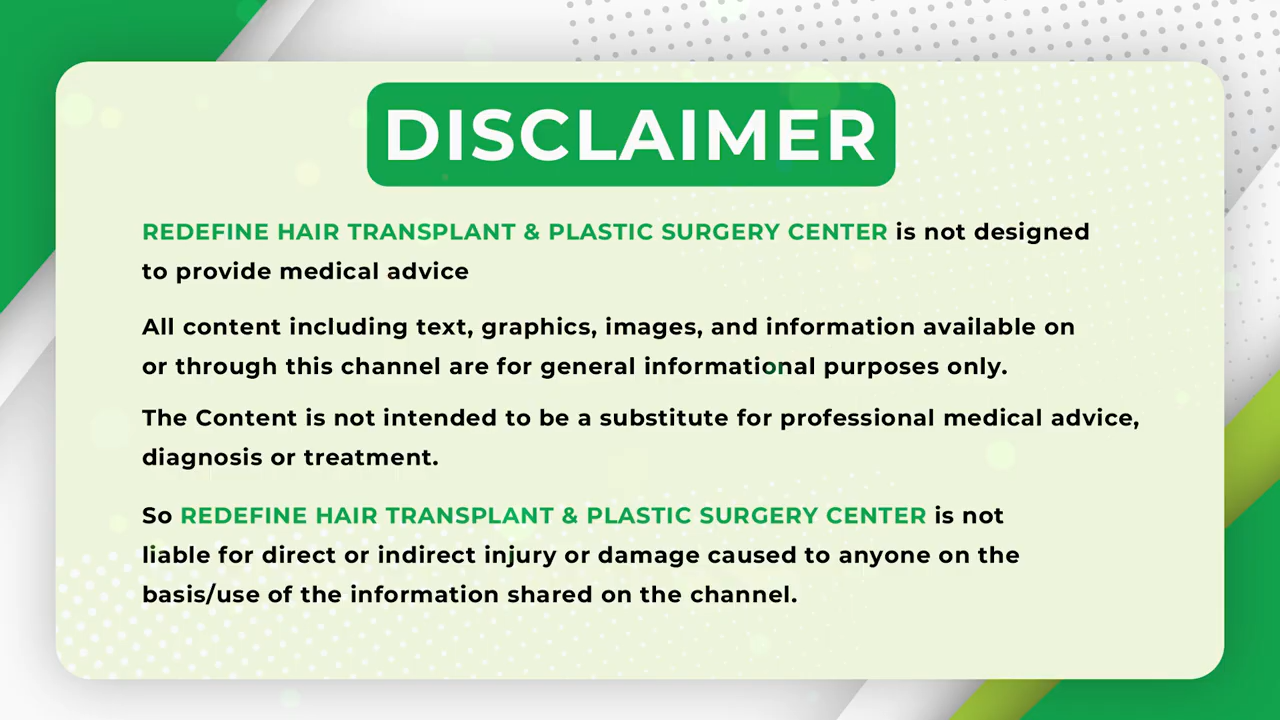 DISCLAIMER
REDEFINE HAIR TRANSPLANT & PLASTIC SURGERY CENTER is not designed
to provide medical advice
All content including text, graphics, images, and information available on
or through this channel are for general informational purposes only.
The Content is not intended to be a substitute for professional medical advice,
diagnosis or treatment.
So REDEFINE HAIR TRANSPLANT & PLASTIC SURGERY CENTER is not
liable for direct or indirect injury or damage caused to anyone on the
basis/use of the information shared on the channel.